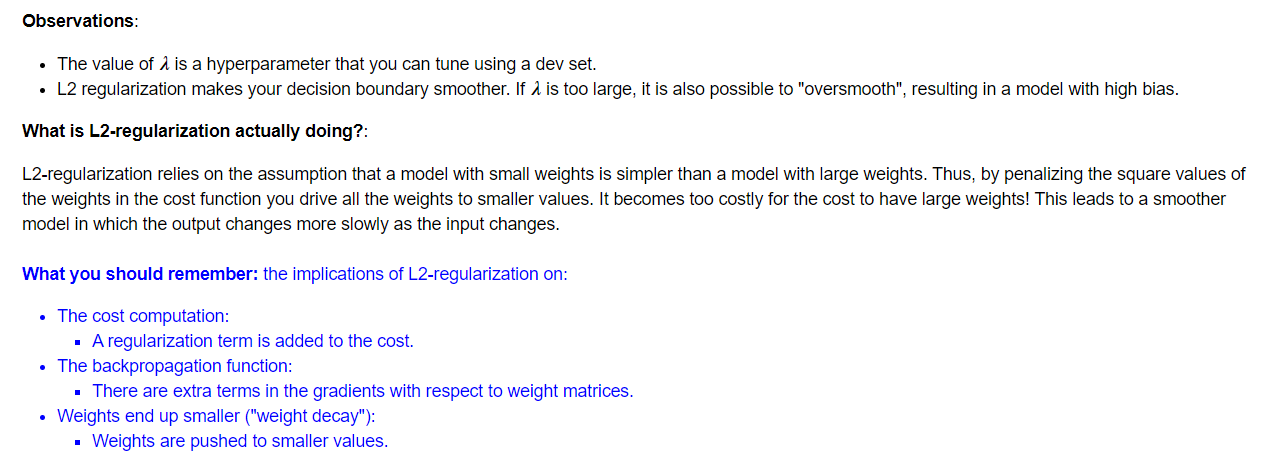 Observations:
• The value of λ is a hyperparameter that you can tune using a dev set.
• L2 regularization makes your decision boundary smoother. If λ is too large, it is also possible to "oversmooth", resulting in a model with high bias.
What is L2-regularization actually doing?:
L2-regularization relies on the assumption that a model with small weights is simpler than a model with large weights. Thus, by penalizing the square values of
the weights in the cost function you drive all the weights to smaller values. It becomes too costly for the cost to have large weights! This leads to a smoother
model in which the output changes more slowly as the input changes.
What you should remember: the implications of L2-regularization on:
• The cost computation:
▪ A regularization term is added to the cost.
• The backpropagation function:
▪ There are extra terms in the gradients with respect to weight matrices.
• Weights end up smaller ("weight decay"):
▪ Weights are pushed to smaller values.